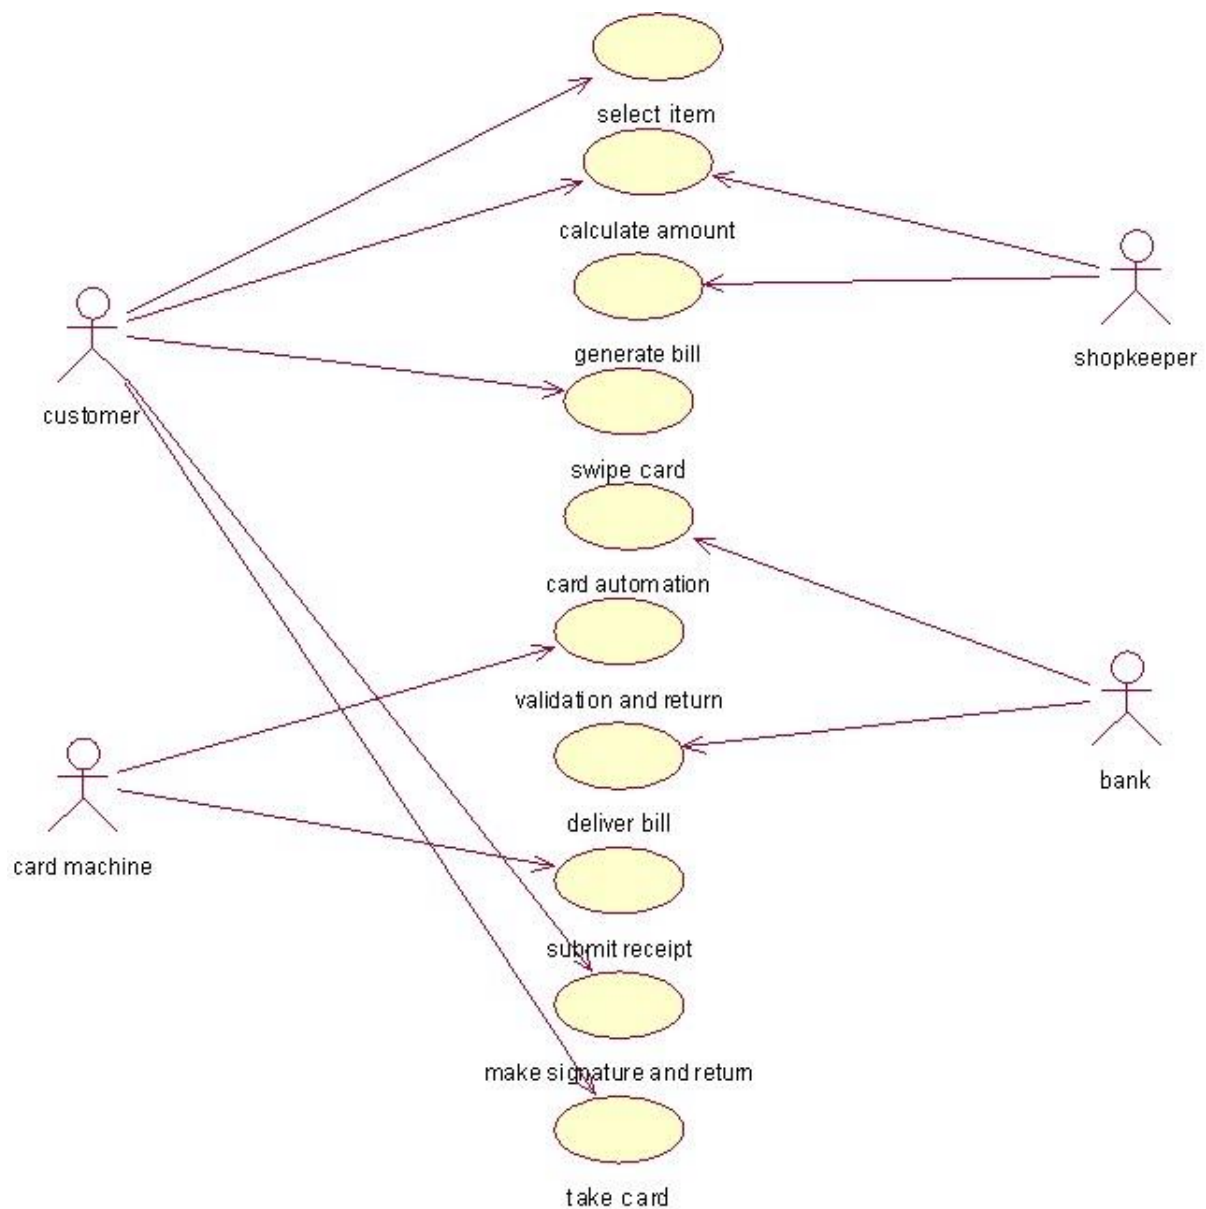 select item
calculate amount
generate bill
shopkeeper
customer
swipe card
card automation
validation and return
bank
deliver bill
card machine
submit receipt
make signature and return
take card